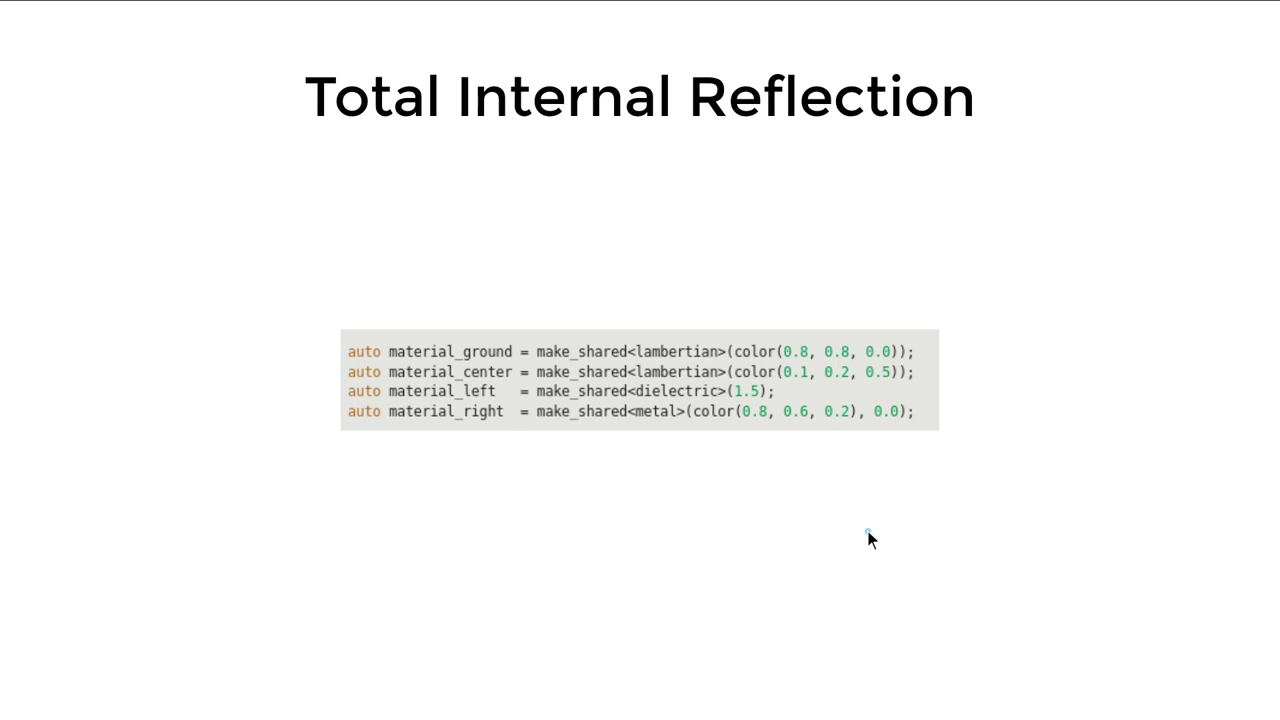 Total Internal Reflection
auto material_ground = make_shared<lambertian>(color(0.8, 0.8, 0.0));
auto material_center = make_shared<lambertian>(color(0.1, 0.2, 0.5));
auto material_left   = make_shared<dielectric>(1.5);
auto material_right  = make_shared<metal>(color(0.8, 0.6, 0.2), 0.0);